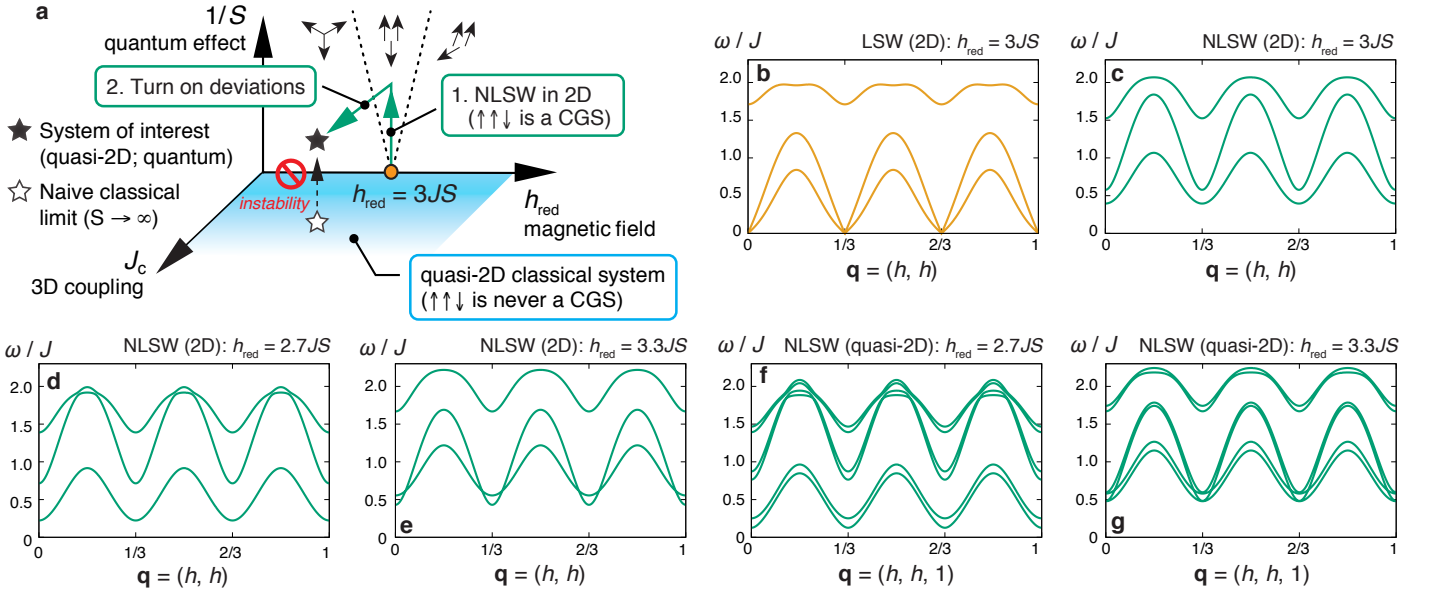 a
1/S
quantum effect
2. Turn on deviations
1. NLSW in 2D
(↑↑↓ is a CGS)
System of interest
(quasi-2D; quantum)
Naive classical
limit (S → ∞)
instability
h_red = 3JS
h_red
magnetic field
J_c
3D coupling
quasi-2D classical system
(↑↑↓ is never a CGS)
ω / J
LSW (2D): h_red = 3JS
b
2.0
1.5
1.0
0.5
0
0
1/3
2/3
1
q = (h, h)
ω / J
NLSW (2D): h_red = 3JS
c
2.0
1.5
1.0
0.5
0
0
1/3
2/3
1
q = (h, h)
ω / J
NLSW (2D): h_red = 2.7JS
d
2.0
1.5
1.0
0.5
0
0
1/3
2/3
1
q = (h, h)
ω / J
NLSW (2D): h_red = 3.3JS
2.0
1.5
1.0
0.5
e
0
0
1/3
2/3
1
q = (h, h)
ω / J
NLSW (quasi-2D): h_red = 2.7JS
f
2.0
1.5
1.0
0.5
0
0
1/3
2/3
1
q = (h, h, 1)
ω / J
NLSW (quasi-2D): h_red = 3.3JS
2.0
1.5
1.0
0.5
g
0
0
1/3
2/3
1
q = (h, h, 1)